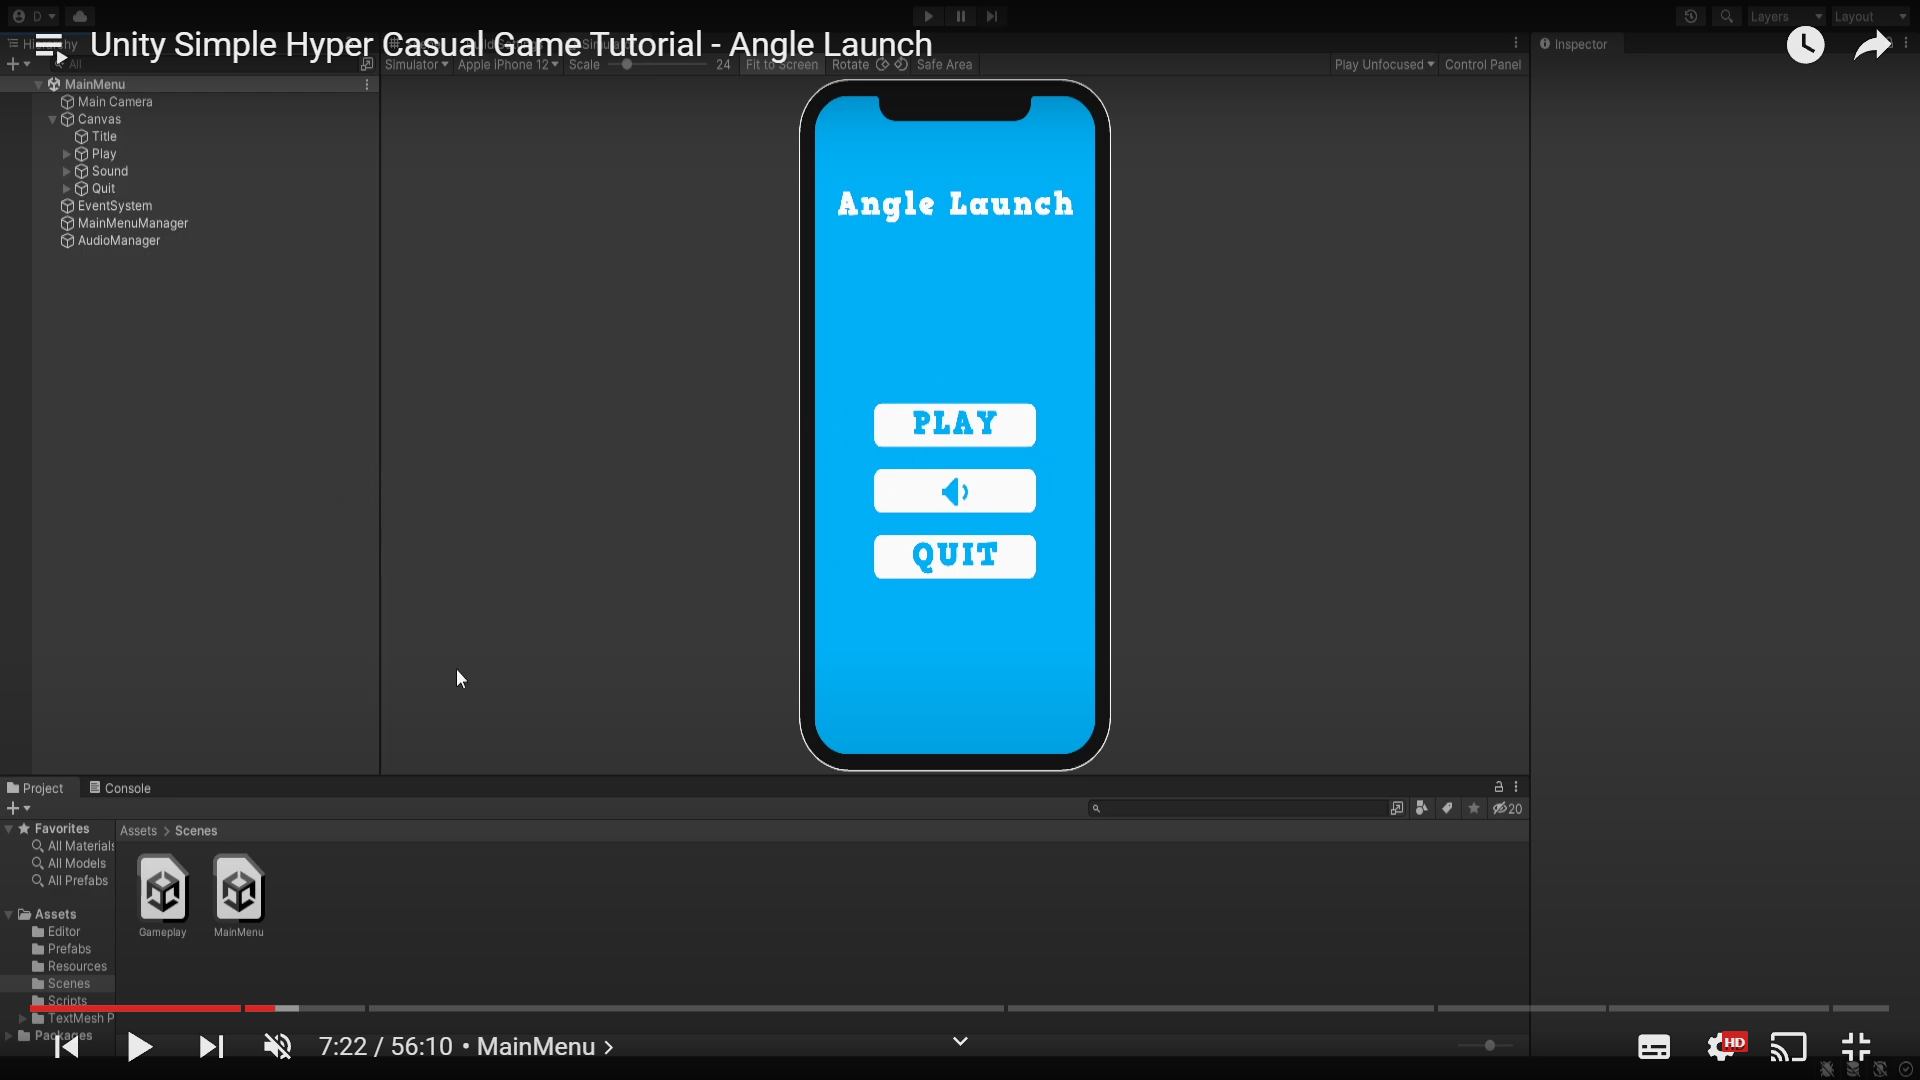 D
Layers
Layout
Unity Simple Hyper Casual Game Tutorial - Angle Launch
Inspector
All
Simulator
Apple iPhone 12
Scale
24
Fit to Screen
Rotate
Safe Area
Play Unfocused
Control Panel
MainMenu
Main Camera
Canvas
Title
Play
Sound
Quit
EventSystem
MainMenuManager
AudioManager
Angle Launch
PLAY
QUIT
Project
Console
20
Favorites
All Materials
All Models
All Prefabs
Assets > Scenes
Gameplay
MainMenu
Assets
Editor
Prefabs
Resources
Scenes
Scripts
TextMesh P
Packages
7:22 / 56:10 • MainMenu >
HD